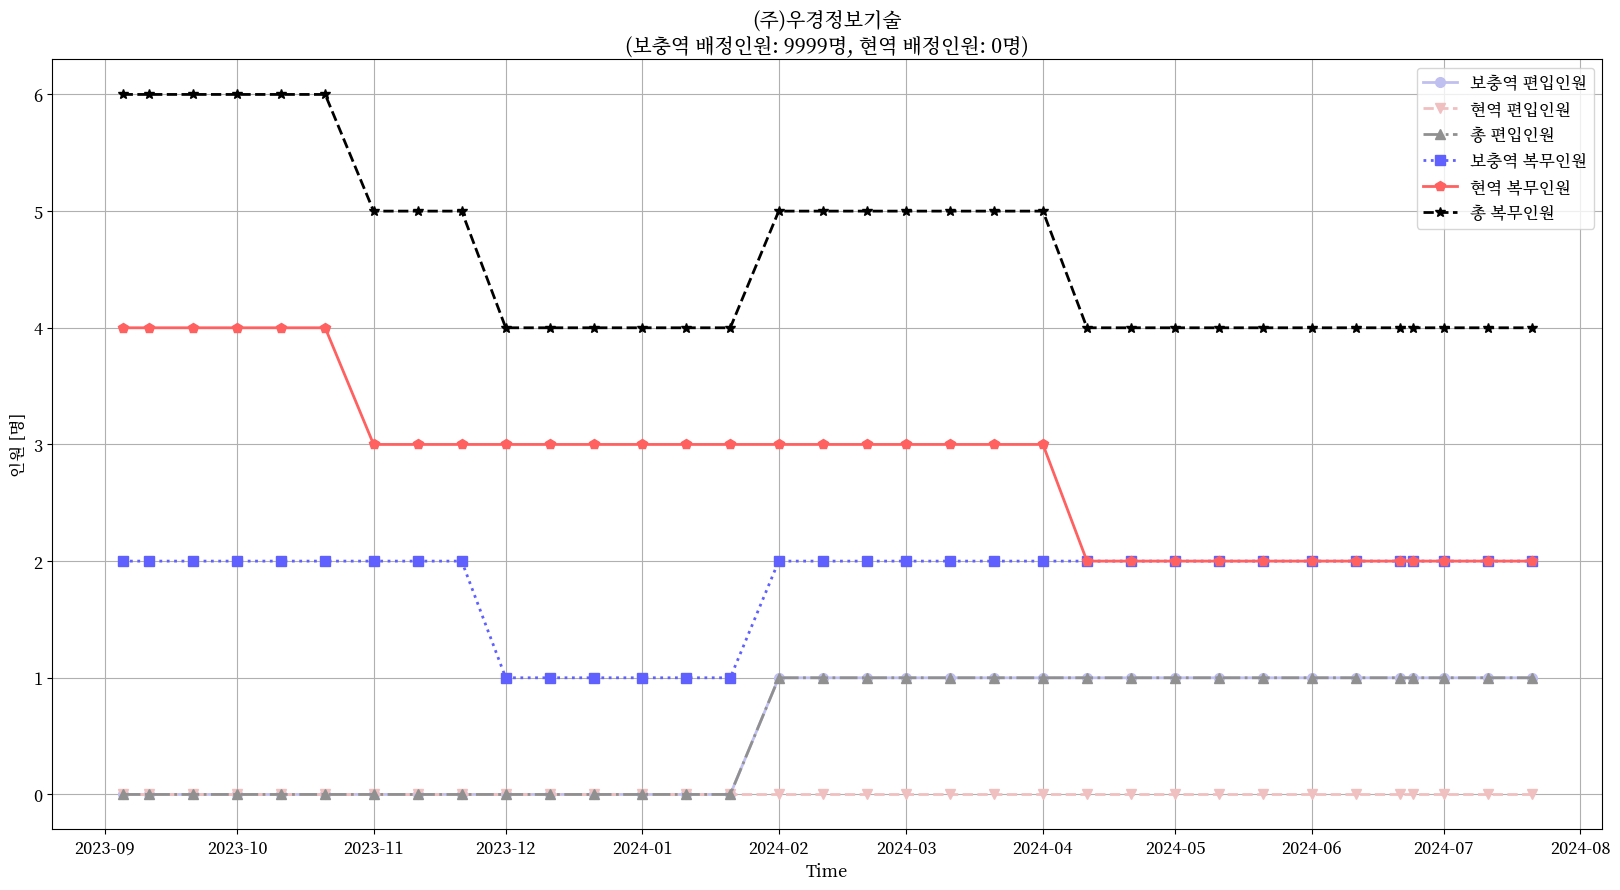 (주)우경정보기술
(보충역 배정인원: 9999명, 현역 배정인원: 0명)
보충역 편입인원
현역 편입인원
총 편입인원
보충역 복무인원
현역 복무인원
총 복무인원
인원 [명]
6
5
4
3
2
1
0
2023-09
2023-10
2023-11
2023-12
2024-01
2024-02
2024-03
2024-04
2024-05
2024-06
2024-07
2024-08
Time